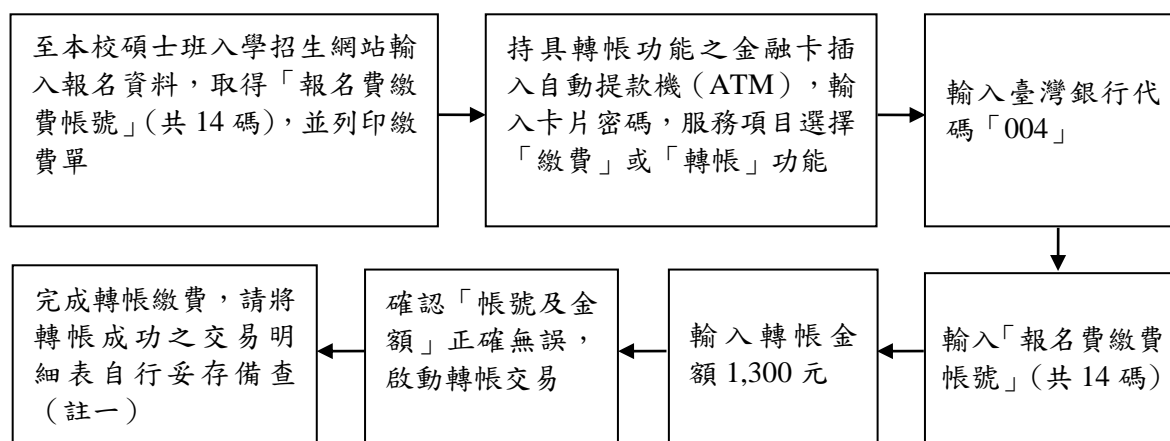 至本校碩士班入學招生網站輸
入報名資料，取得「報名費繳
費帳號」（共 14 碼），並列印繳
費單
持具轉帳功能之金融卡插
入自動提款機（ATM），輸
入卡片密碼，服務項目選擇
「繳費」或「轉帳」功能
輸入臺灣銀行代
碼「004」
輸入「報名費繳費
帳號」（共 14 碼）
輸入轉帳金
額 1,300 元
確認「帳號及金
額」正確無誤，
啟動轉帳交易
完成轉帳繳費，請將
轉帳成功之交易明
細表自行妥存備查
（註一）